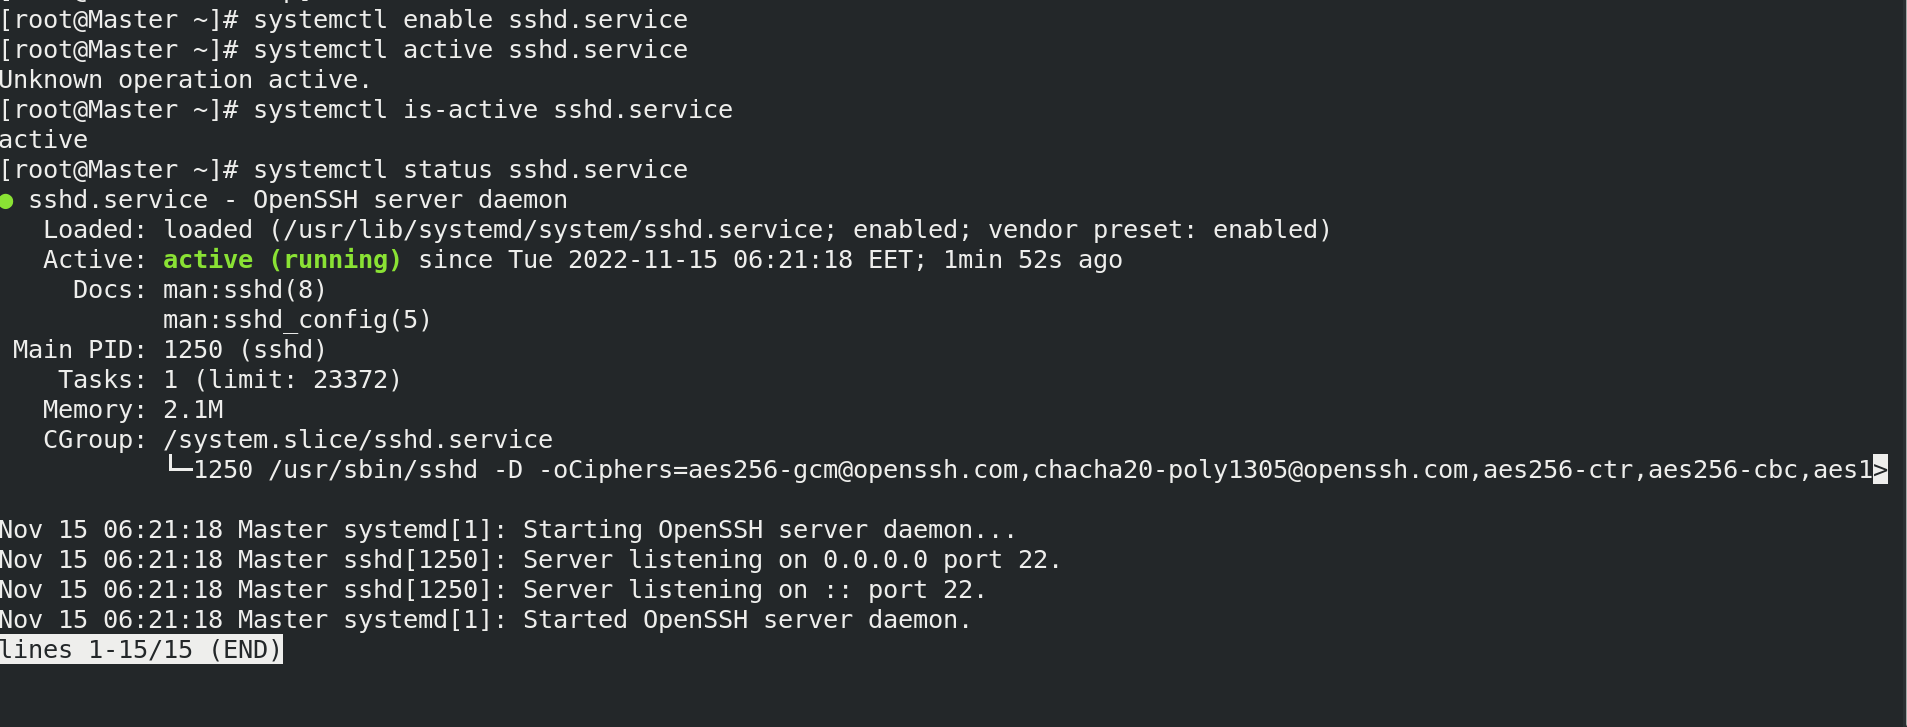 [root@Master ~]# systemctl enable sshd.service
[root@Master ~]# systemctl active sshd.service
Unknown operation active.
[root@Master ~]# systemctl is-active sshd.service
active
[root@Master ~]# systemctl status sshd.service
● sshd.service - OpenSSH server daemon
   Loaded: loaded (/usr/lib/systemd/system/sshd.service; enabled; vendor preset: enabled)
   Active: active (running) since Tue 2022-11-15 06:21:18 EET; 1min 52s ago
     Docs: man:sshd(8)
           man:sshd_config(5)
 Main PID: 1250 (sshd)
    Tasks: 1 (limit: 23372)
   Memory: 2.1M
   CGroup: /system.slice/sshd.service
           └─1250 /usr/sbin/sshd -D -oCiphers=aes256-gcm@openssh.com,chacha20-poly1305@openssh.com,aes256-ctr,aes256-cbc,aes1>

Nov 15 06:21:18 Master systemd[1]: Starting OpenSSH server daemon...
Nov 15 06:21:18 Master sshd[1250]: Server listening on 0.0.0.0 port 22.
Nov 15 06:21:18 Master sshd[1250]: Server listening on :: port 22.
Nov 15 06:21:18 Master systemd[1]: Started OpenSSH server daemon.
lines 1-15/15 (END)